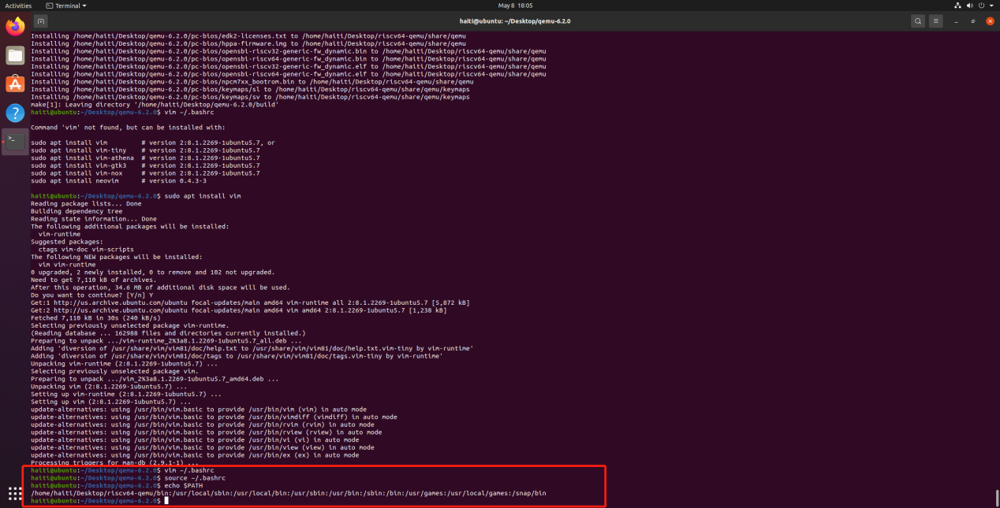 Activities Terminal May 8 18:05
haiti@ubuntu: ~/Desktop/qemu-6.2.0
Installing /home/haiti/Desktop/qemu-6.2.0/pc-bios/edk2-licenses.txt to /home/haiti/Desktop/riscv64-qemu/share/qemu
Installing /home/haiti/Desktop/qemu-6.2.0/pc-bios/hppa-firmware.img to /home/haiti/Desktop/riscv64-qemu/share/qemu
Installing /home/haiti/Desktop/qemu-6.2.0/pc-bios/opensbi-riscv32-generic-fw_dynamic.bin to /home/haiti/Desktop/riscv64-qemu/share/qemu
Installing /home/haiti/Desktop/qemu-6.2.0/pc-bios/opensbi-riscv64-generic-fw_dynamic.bin to /home/haiti/Desktop/riscv64-qemu/share/qemu
Installing /home/haiti/Desktop/qemu-6.2.0/pc-bios/opensbi-riscv32-generic-fw_dynamic.elf to /home/haiti/Desktop/riscv64-qemu/share/qemu
Installing /home/haiti/Desktop/qemu-6.2.0/pc-bios/opensbi-riscv64-generic-fw_dynamic.elf to /home/haiti/Desktop/riscv64-qemu/share/qemu
Installing /home/haiti/Desktop/qemu-6.2.0/pc-bios/npcm7xx_bootrom.bin to /home/haiti/Desktop/riscv64-qemu/share/qemu
Installing /home/haiti/Desktop/qemu-6.2.0/pc-bios/keymaps/sl to /home/haiti/Desktop/riscv64-qemu/share/qemu/keymaps
Installing /home/haiti/Desktop/qemu-6.2.0/pc-bios/keymaps/sv to /home/haiti/Desktop/riscv64-qemu/share/qemu/keymaps
make[1]: Leaving directory '/home/haiti/Desktop/qemu-6.2.0/build'
haiti@ubuntu:~/Desktop/qemu-6.2.0$ vim ~/.bashrc
Command 'vim' not found, but can be installed with:
sudo apt install vim # version 2:8.1.2269-1ubuntu5.7, or
sudo apt install vim-tiny # version 2:8.1.2269-1ubuntu5.7
sudo apt install vim-athena # version 2:8.1.2269-1ubuntu5.7
sudo apt install vim-gtk3 # version 2:8.1.2269-1ubuntu5.7
sudo apt install vim-nox # version 2:8.1.2269-1ubuntu5.7
sudo apt install neovim # version 0.4.3-3
haiti@ubuntu:~/Desktop/qemu-6.2.0$ sudo apt install vim
Reading package lists... Done
Building dependency tree
Reading state information... Done
The following additional packages will be installed:
vim-runtime
Suggested packages:
ctags vim-doc vim-scripts
The following NEW packages will be installed:
vim vim-runtime
0 upgraded, 2 newly installed, 0 to remove and 102 not upgraded.
Need to get 7,110 kB of archives.
After this operation, 34.6 MB of additional disk space will be used.
Do you want to continue? [Y/n] Y
Get:1 http://us.archive.ubuntu.com/ubuntu focal-updates/main amd64 vim-runtime all 2:8.1.2269-1ubuntu5.7 [5,872 kB]
Get:2 http://us.archive.ubuntu.com/ubuntu focal-updates/main amd64 vim amd64 2:8.1.2269-1ubuntu5.7 [1,238 kB]
Fetched 7,110 kB in 30s (240 kB/s)
Selecting previously unselected package vim-runtime.
(Reading database ... 162988 files and directories currently installed.)
Preparing to unpack .../vim-runtime_2%3a8.1.2269-1ubuntu5.7_all.deb ...
Adding 'diversion of /usr/share/vim/vim81/doc/help.txt to /usr/share/vim/vim81/doc/help.txt.vim-tiny by vim-runtime'
Adding 'diversion of /usr/share/vim/vim81/doc/tags to /usr/share/vim/vim81/doc/tags.vim-tiny by vim-runtime'
Unpacking vim-runtime (2:8.1.2269-1ubuntu5.7) ...
Selecting previously unselected package vim.
Preparing to unpack .../vim_2%3a8.1.2269-1ubuntu5.7_amd64.deb ...
Unpacking vim (2:8.1.2269-1ubuntu5.7) ...
Setting up vim-runtime (2:8.1.2269-1ubuntu5.7) ...
Setting up vim (2:8.1.2269-1ubuntu5.7) ...
update-alternatives: using /usr/bin/vim.basic to provide /usr/bin/vim (vim) in auto mode
update-alternatives: using /usr/bin/vim.basic to provide /usr/bin/vimdiff (vimdiff) in auto mode
update-alternatives: using /usr/bin/vim.basic to provide /usr/bin/rvim (rvim) in auto mode
update-alternatives: using /usr/bin/vim.basic to provide /usr/bin/rview (rview) in auto mode
update-alternatives: using /usr/bin/vim.basic to provide /usr/bin/vi (vi) in auto mode
update-alternatives: using /usr/bin/vim.basic to provide /usr/bin/view (view) in auto mode
update-alternatives: using /usr/bin/vim.basic to provide /usr/bin/ex (ex) in auto mode
Processing triggers for man-db (2.9.1-1) ...
haiti@ubuntu:~/Desktop/qemu-6.2.0$ vim ~/.bashrc
haiti@ubuntu:~/Desktop/qemu-6.2.0$ source ~/.bashrc
haiti@ubuntu:~/Desktop/qemu-6.2.0$ echo $PATH
/home/haiti/Desktop/riscv64-qemu/bin:/usr/local/sbin:/usr/local/bin:/usr/sbin:/usr/bin:/sbin:/bin:/usr/games:/usr/local/games:/snap/bin
haiti@ubuntu:~/Desktop/qemu-6.2.0$